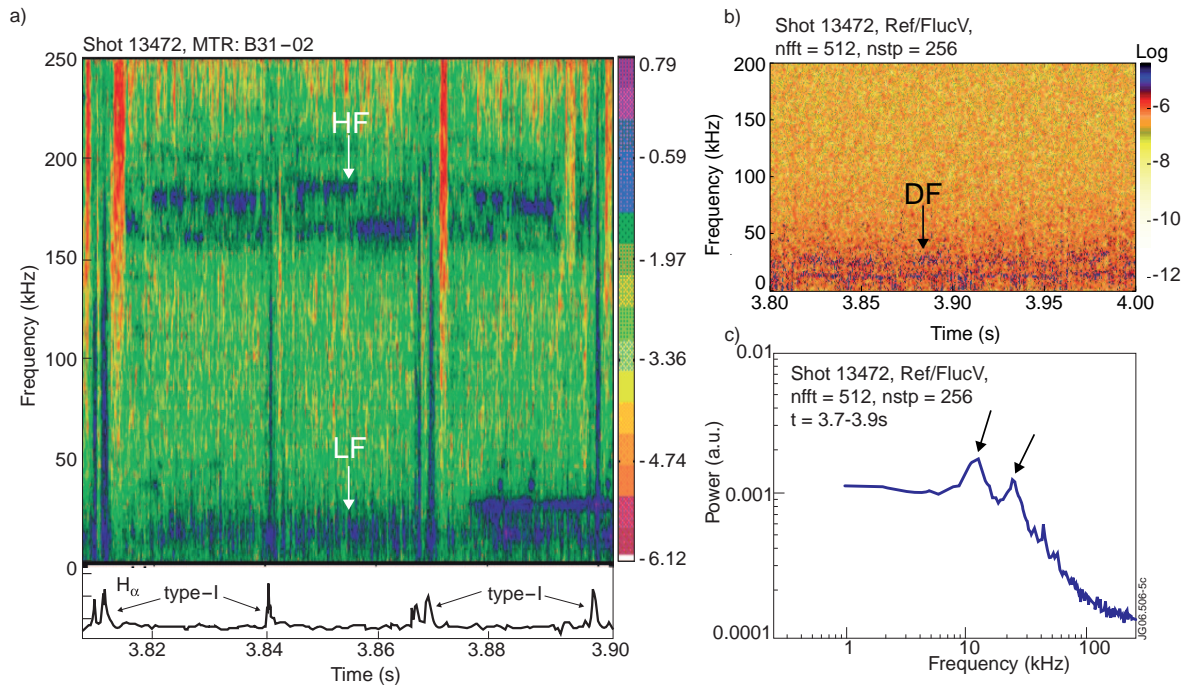 a)
Shot 13472, MTR: B31-02
250
200
150
100
50
0
Frequency (kHz)
HF
LF
0.79
-0.59
-1.97
-3.36
-4.74
-6.12
Hα
type-I
type-I
3.82
3.84
3.86
3.88
3.90
Time (s)
b)
Shot 13472, Ref/FlucV,
nfft = 512, nstp = 256
Log
200
150
100
50
0
Frequency (kHz)
DF
-6
-8
-10
-12
3.80
3.85
3.90
3.95
4.00
Time (s)
c)
0.01
0.001
0.0001
Power (a.u.)
Shot 13472, Ref/FlucV,
nfft = 512, nstp = 256
t = 3.7-3.9s
1
10
100
Frequency (kHz)
JG06.506-5c